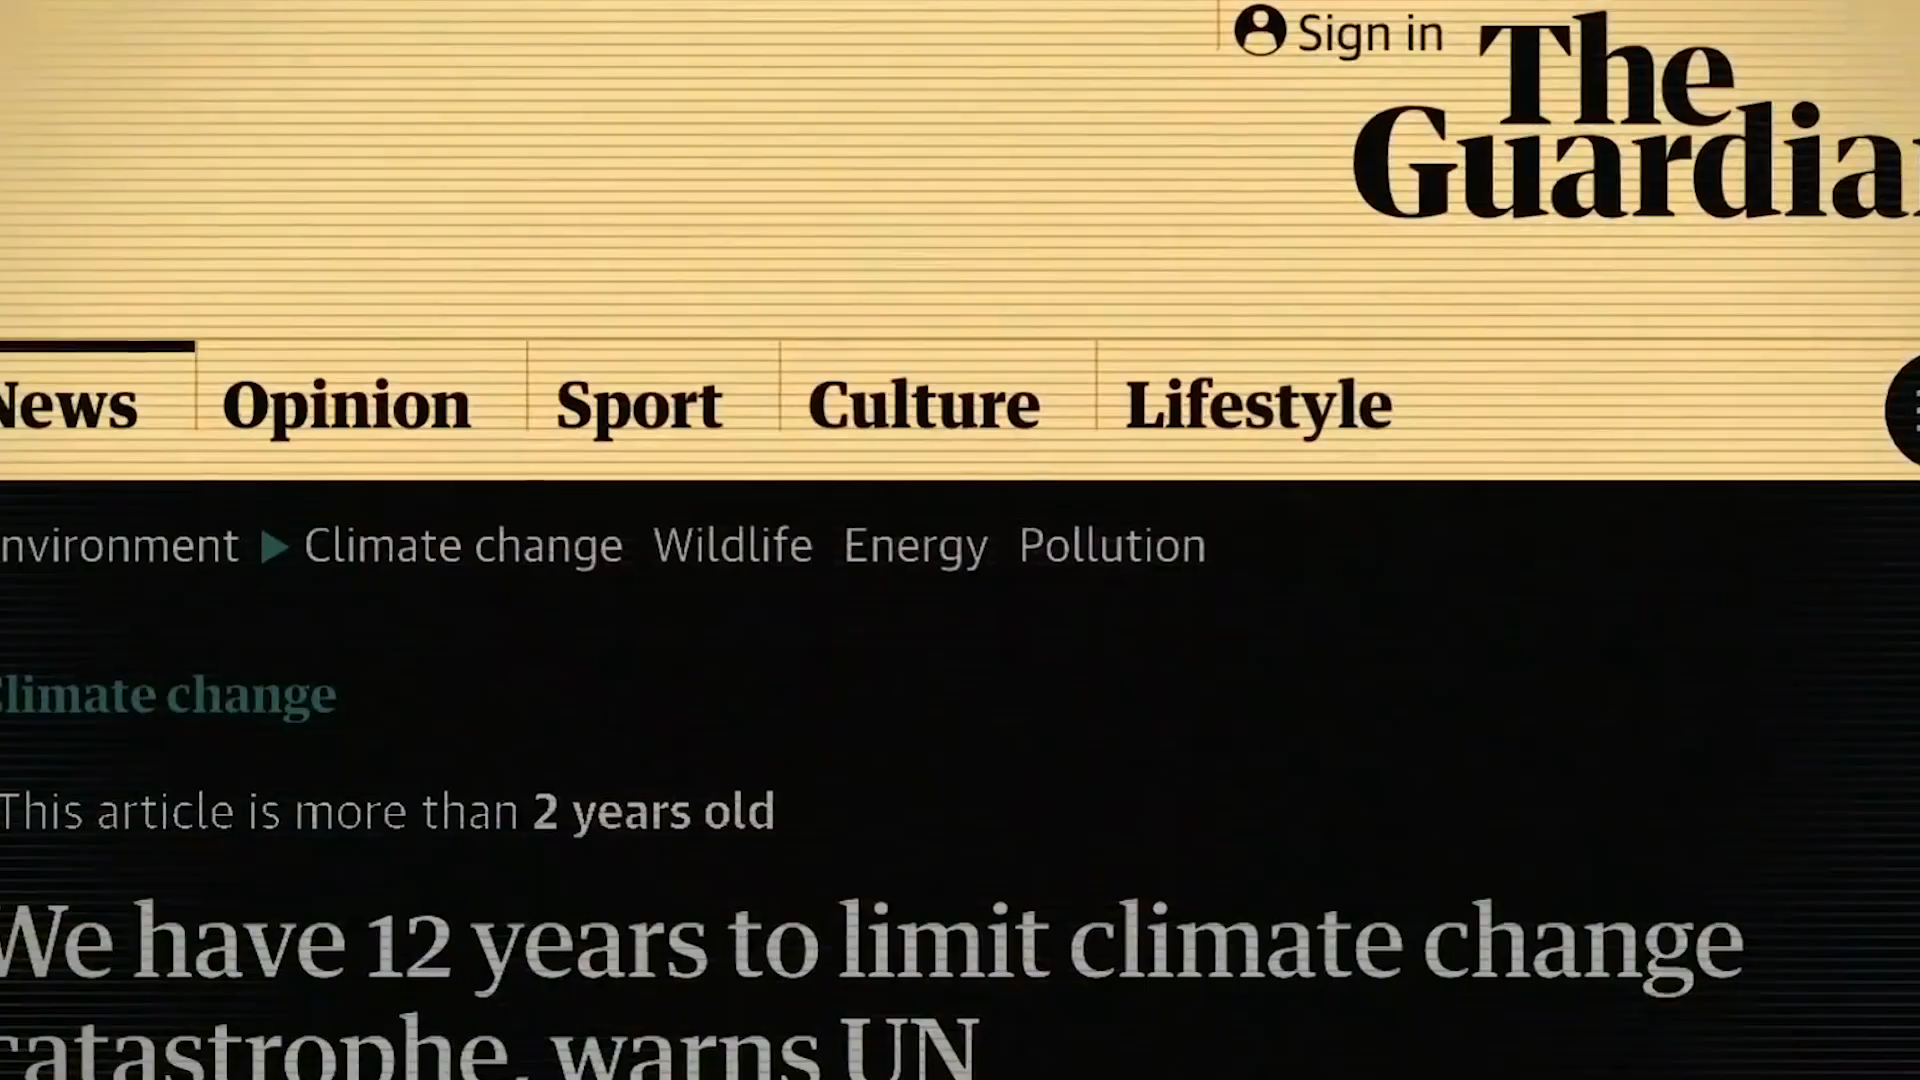 Sign in
The
Guardia
News
Opinion
Sport
Culture
Lifestyle
nvironment
Climate change
Wildlife
Energy
Pollution
Climate change
This article is more than 2 years old
We have 12 years to limit climate change
catastrophe, warns UN